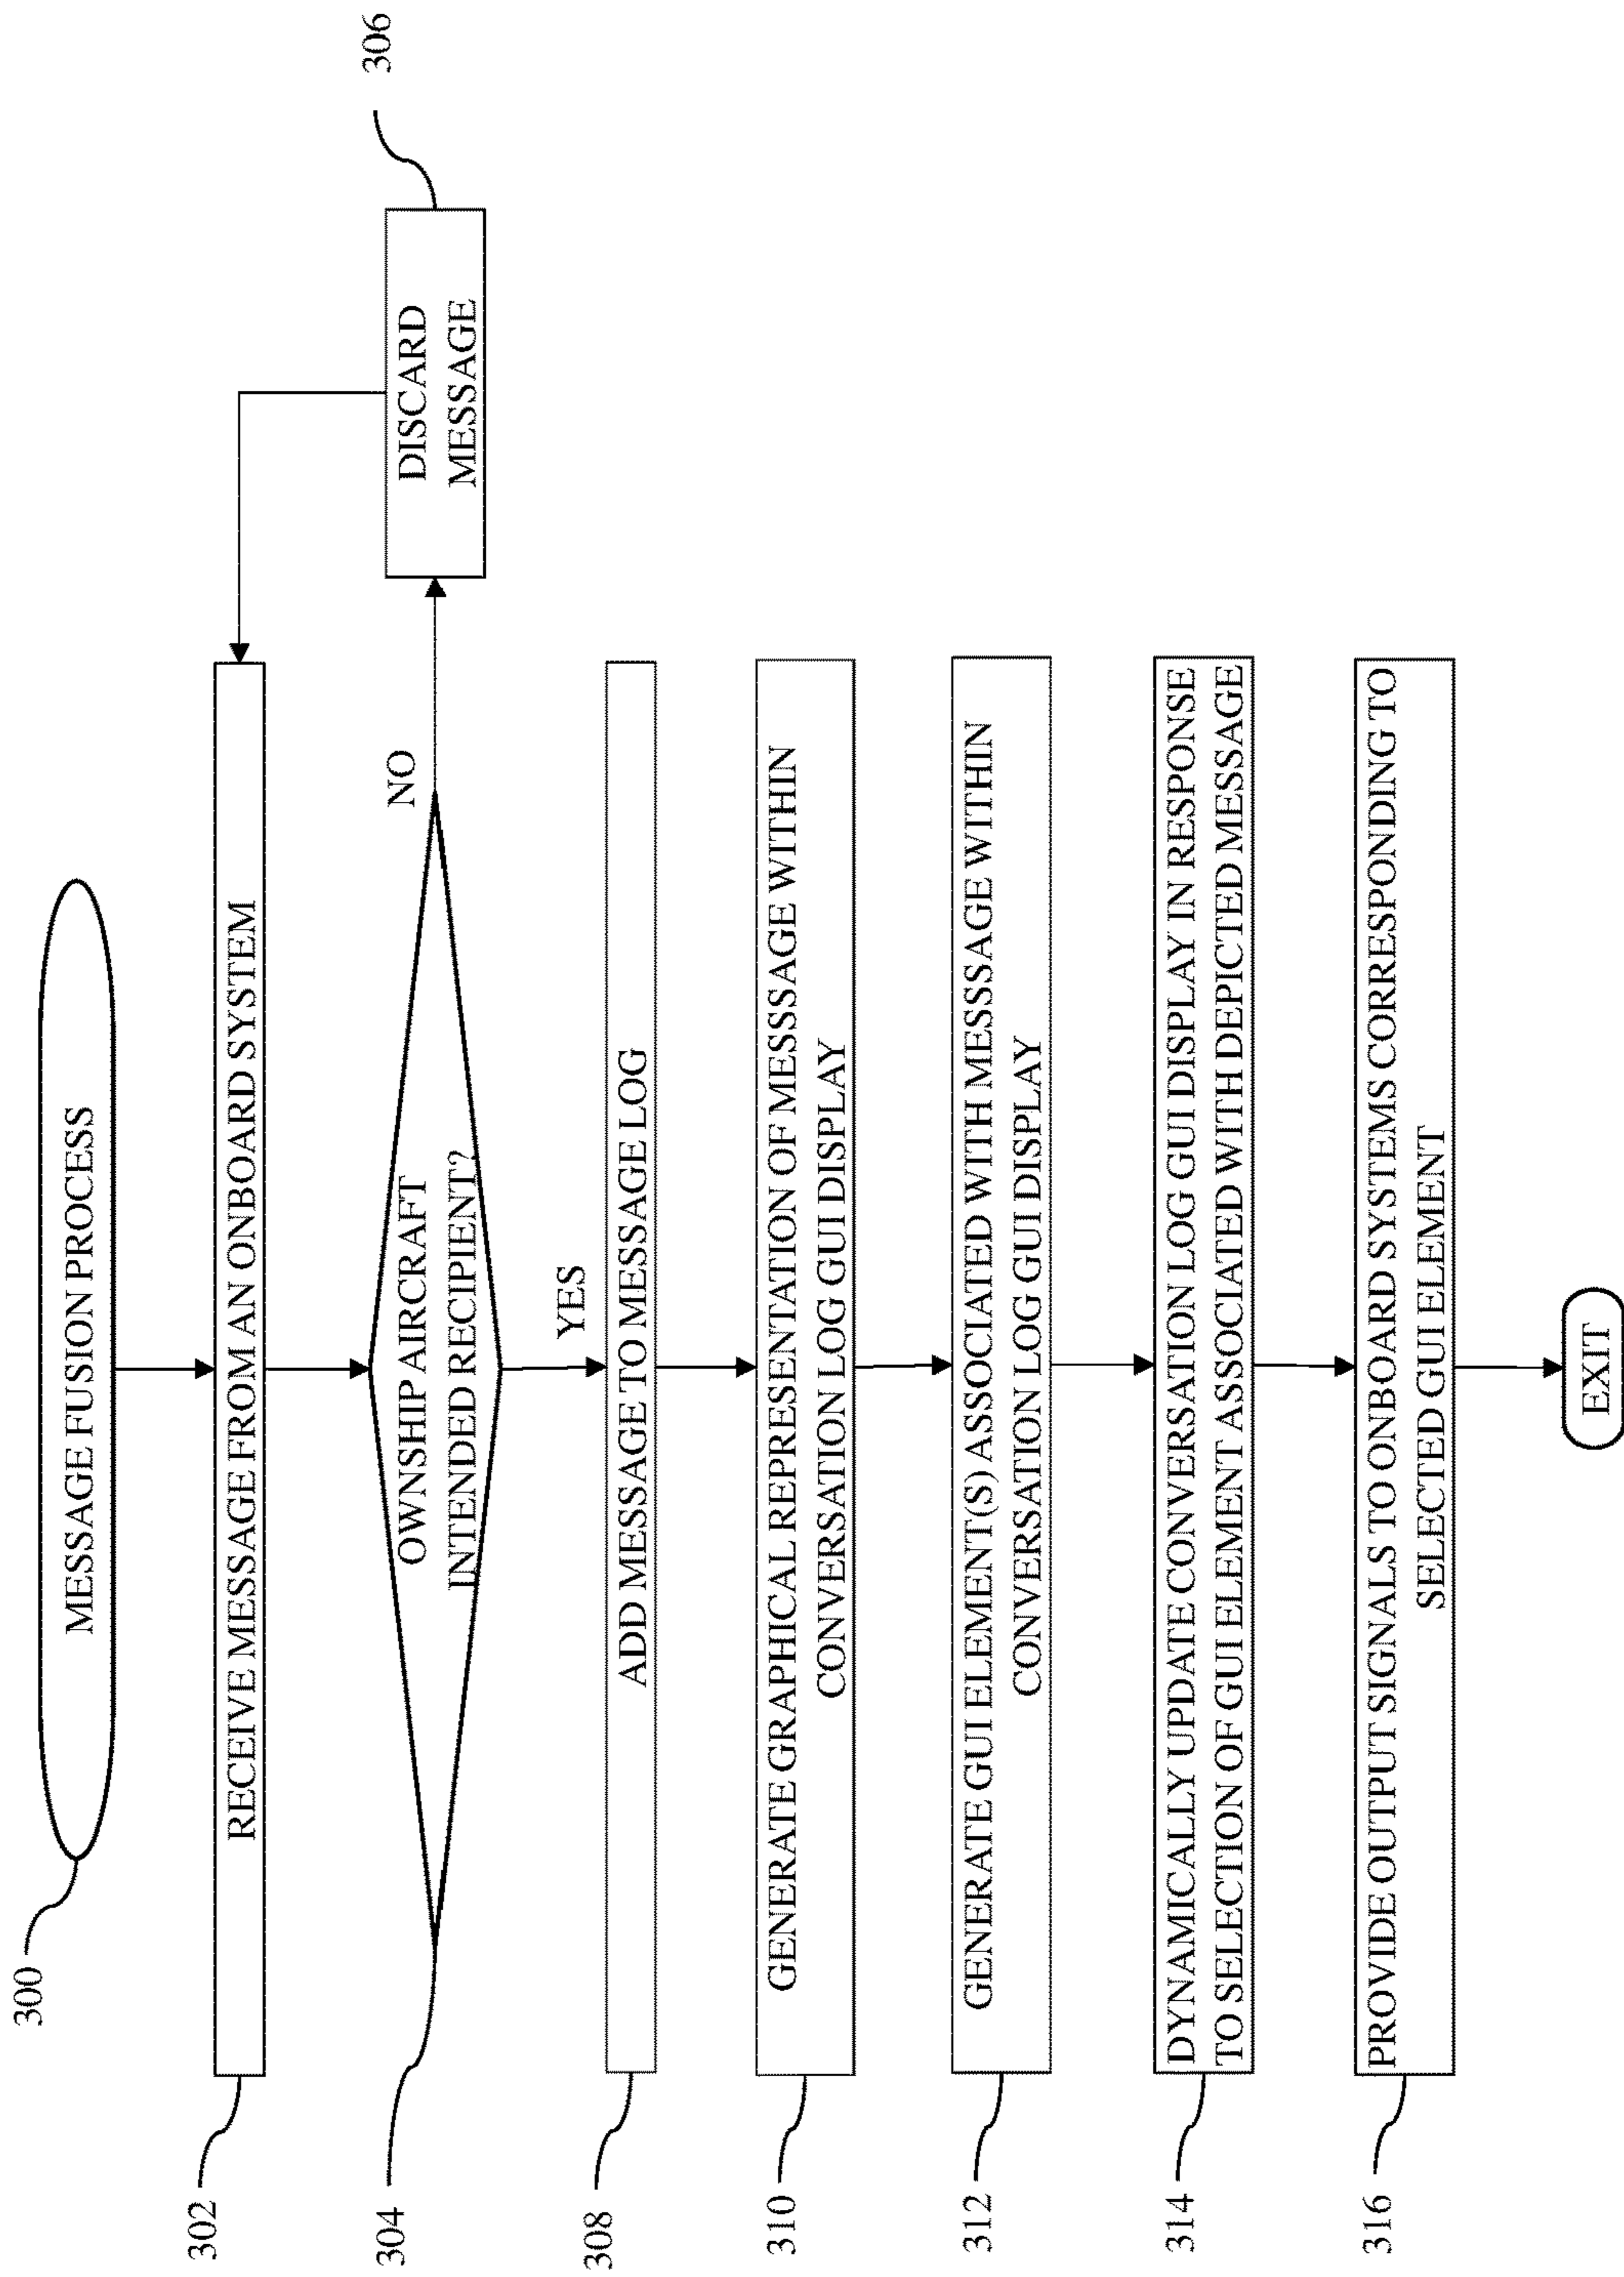 300
MESSAGE FUSION PROCESS
302
RECEIVE MESSAGE FROM AN ONBOARD SYSTEM
304
OWNSHIP AIRCRAFT
INTENDED RECIPIENT?
NO
306
DISCARD
MESSAGE
YES
308
ADD MESSAGE TO MESSAGE LOG
310
GENERATE GRAPHICAL REPRESENTATION OF MESSSAGE WITHIN
CONVERSATION LOG GUI DISPLAY
312
GENERATE GUI ELEMENT(S) ASSOCIATED WITH MESSSAGE WITHIN
CONVERSATION LOG GUI DISPLAY
314
DYNAMICALLY UPDATE CONVERSATION LOG GUI DISPLAY IN RESPONSE
TO SELECTION OF GUI ELEMENT ASSOCIATED WITH DEPICTED MESSAGE
316
PROVIDE OUTPUT SIGNALS TO ONBOARD SYSTEMS CORRESPONDING TO
SELECTED GUI ELEMENT
EXIT